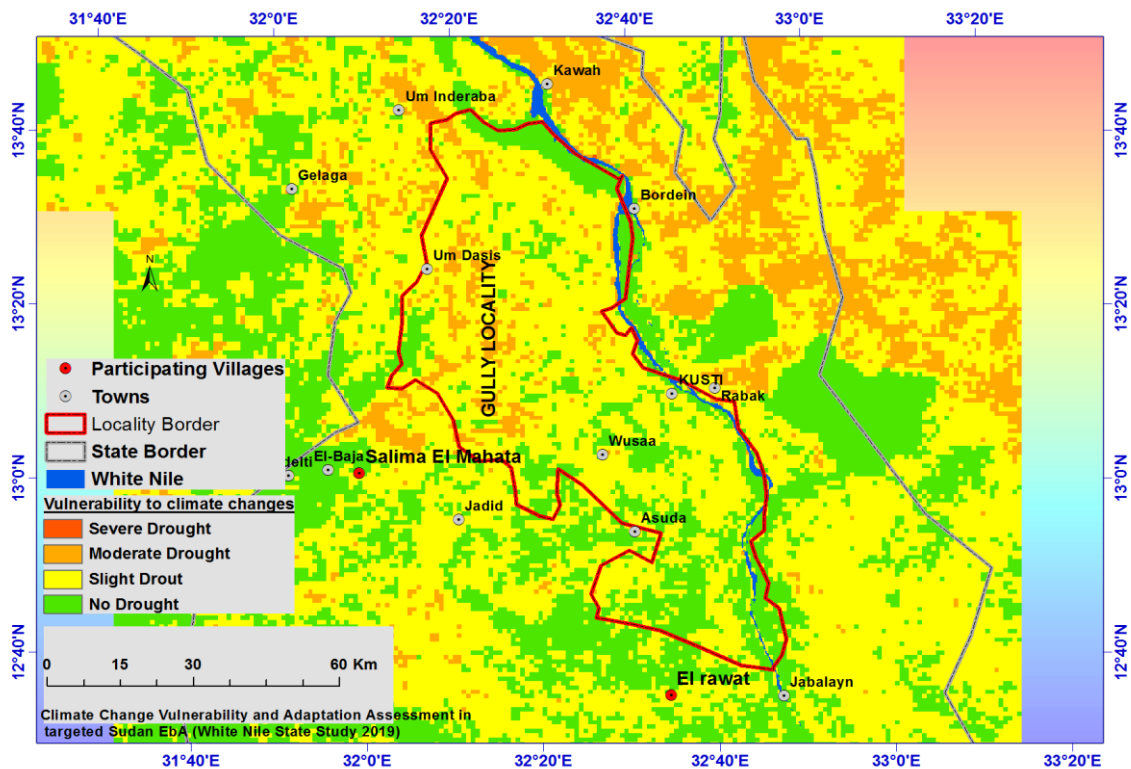 31°40'E 32°0'E 32°20'E 32°40'E 33°0'E 33°20'E
Kawah
Um Inderaba
13°40'N 13°40'N
Gelaga
Bordein
Um Dasis
N
GULLY LOCALITY
13°20'N 13°20'N
Participating Villages
KUSTI
Towns
Rabak
Locality Border
State Border
Wusaa
El-Baja
Salima El Mahata
delti
13°0'N 13°0'N
White Nile
Vulnerability to climate changes
Jadid
Asuda
Severe Drought
Moderate Drought
Slight Drout
No Drought
12°40'N 12°40'N
0 15 30 60 Km
El rawat
Jabalayn
Climate Change Vulnerability and Adaptation Assessment in
targeted Sudan EbA (White Nile State Study 2019)
31°40'E 32°0'E 32°20'E 32°40'E 33°0'E 33°20'E